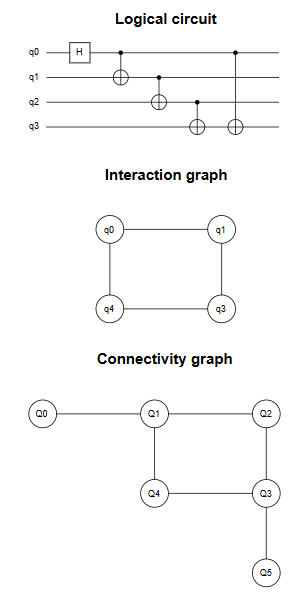 Logical circuit
q0 H
q1
q2
q3
Interaction graph
q0 q1
q4 q3
Connectivity graph
Q0 Q1 Q2
Q4 Q3
Q5